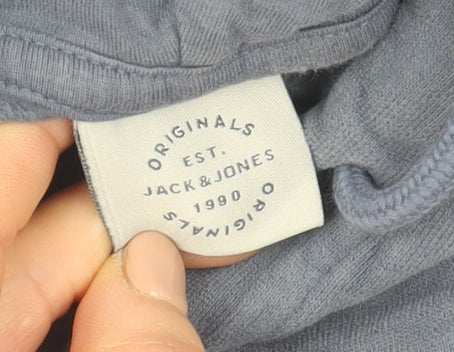 ORIGINALS
EST.
JACK&JONES
1990
ORIGINALS